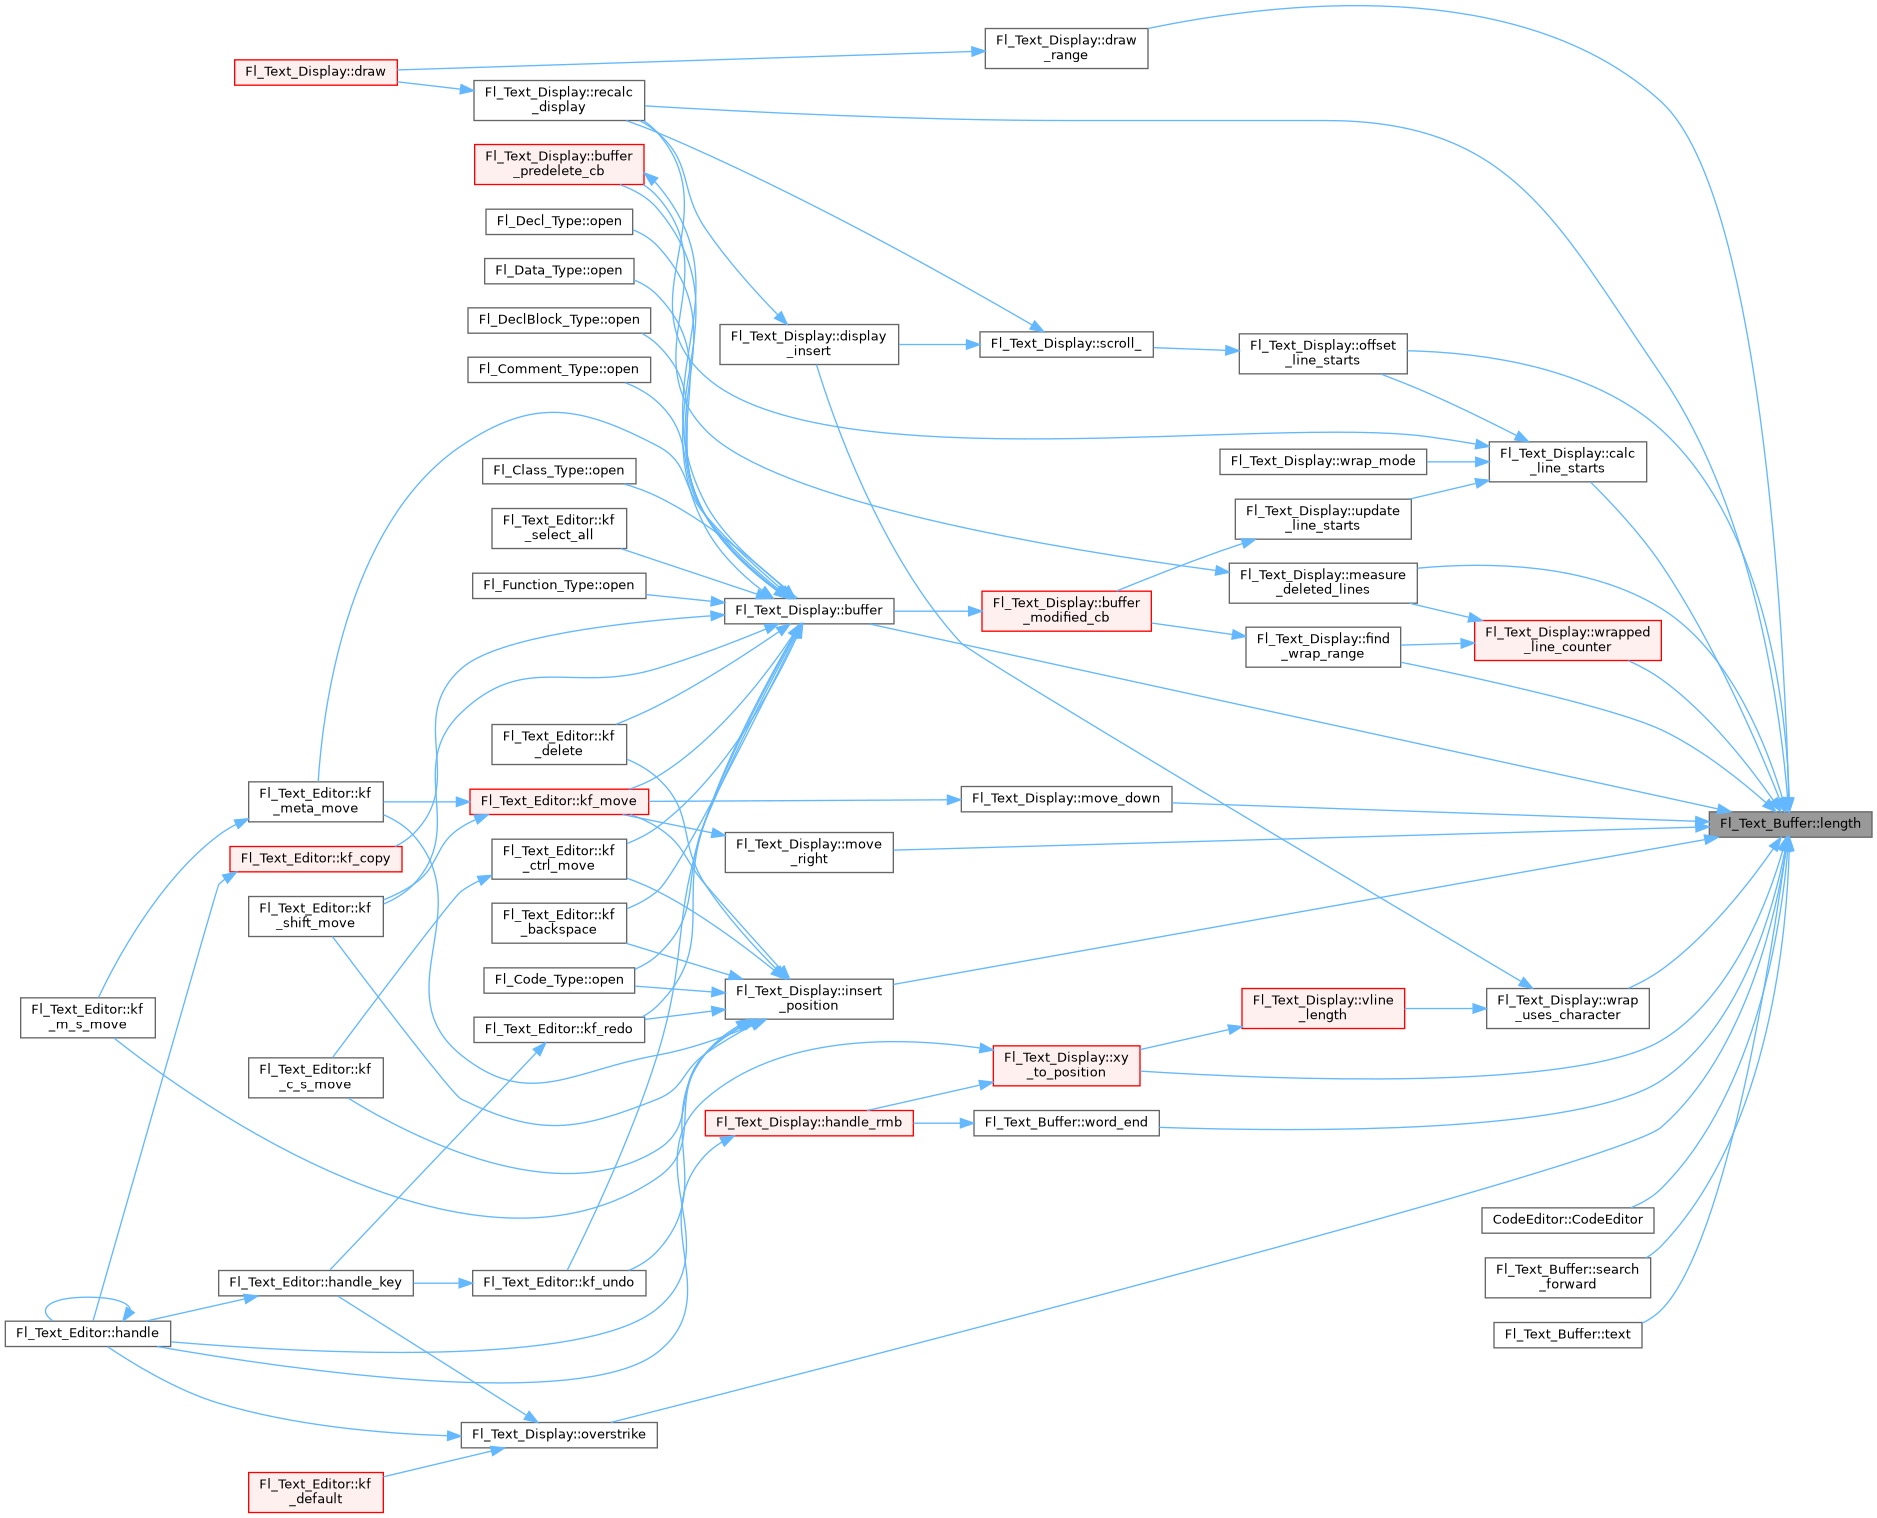 Fl_Text_Display::draw
_range
Fl_Text_Display::draw
Fl_Text_Display::recalc
_display
Fl_Text_Display::buffer
_predelete_cb
Fl_Decl_Type::open
Fl_Data_Type::open
Fl_DeclBlock_Type::open
Fl_Text_Display::display
_insert
Fl_Text_Display::scroll_
Fl_Text_Display::offset
_line_starts
Fl_Comment_Type::open
Fl_Class_Type::open
Fl_Text_Display::wrap_mode
Fl_Text_Display::calc
_line_starts
Fl_Text_Editor::kf
_select_all
Fl_Text_Display::update
_line_starts
Fl_Function_Type::open
Fl_Text_Display::measure
_deleted_lines
Fl_Text_Display::buffer
Fl_Text_Display::buffer
_modified_cb
Fl_Text_Display::find
_wrap_range
Fl_Text_Display::wrapped
_line_counter
Fl_Text_Editor::kf
_delete
Fl_Text_Editor::kf
_meta_move
Fl_Text_Editor::kf_move
Fl_Text_Display::move_down
Fl_Text_Buffer::length
Fl_Text_Editor::kf_copy
Fl_Text_Editor::kf
_ctrl_move
Fl_Text_Display::move
_right
Fl_Text_Editor::kf
_shift_move
Fl_Text_Editor::kf
_backspace
Fl_Code_Type::open
Fl_Text_Display::insert
_position
Fl_Text_Editor::kf
_m_s_move
Fl_Text_Editor::kf_redo
Fl_Text_Display::vline
_length
Fl_Text_Display::wrap
_uses_character
Fl_Text_Editor::kf
_c_s_move
Fl_Text_Display::xy
_to_position
Fl_Text_Display::handle_rmb
Fl_Text_Buffer::word_end
CodeEditor::CodeEditor
Fl_Text_Editor::handle_key
Fl_Text_Editor::kf_undo
Fl_Text_Buffer::search
_forward
Fl_Text_Editor::handle
Fl_Text_Buffer::text
Fl_Text_Display::overstrike
Fl_Text_Editor::kf
_default